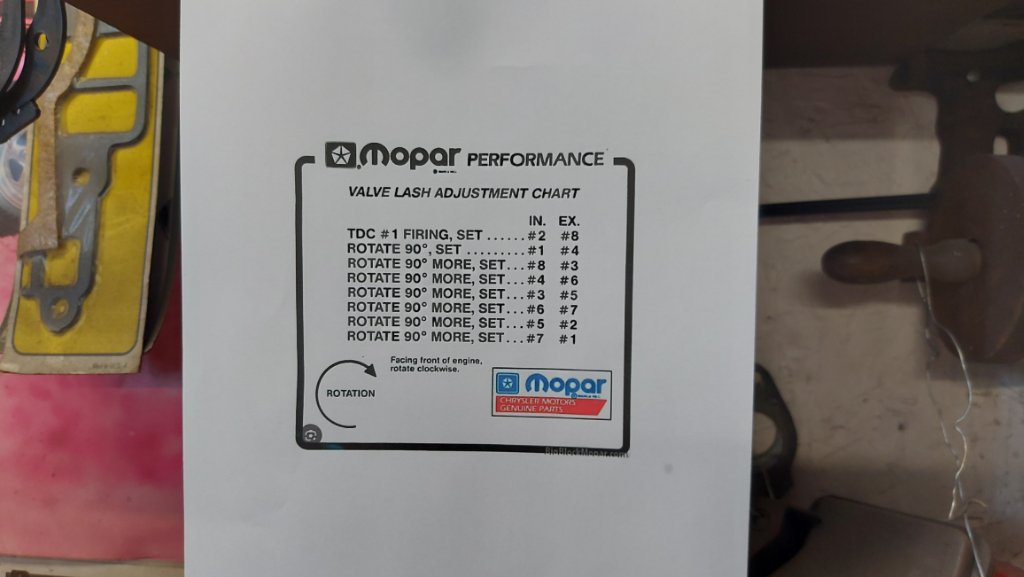 Mopar PERFORMANCE
VALVE LASH ADJUSTMENT CHART
IN. EX.
TDC #1 FIRING, SET ......#2 #8
ROTATE 90°, SET .........#1 #4
ROTATE 90° MORE, SET...#8 #3
ROTATE 90° MORE, SET...#4 #6
ROTATE 90° MORE, SET...#3 #5
ROTATE 90° MORE, SET...#6 #7
ROTATE 90° MORE, SET...#5 #2
ROTATE 90° MORE, SET...#7 #1
Facing front of engine,
rotate clockwise.
ROTATION
Mopar
CHRYSLER MOTORS
GENUINE PARTS
BigBlockMopar.com